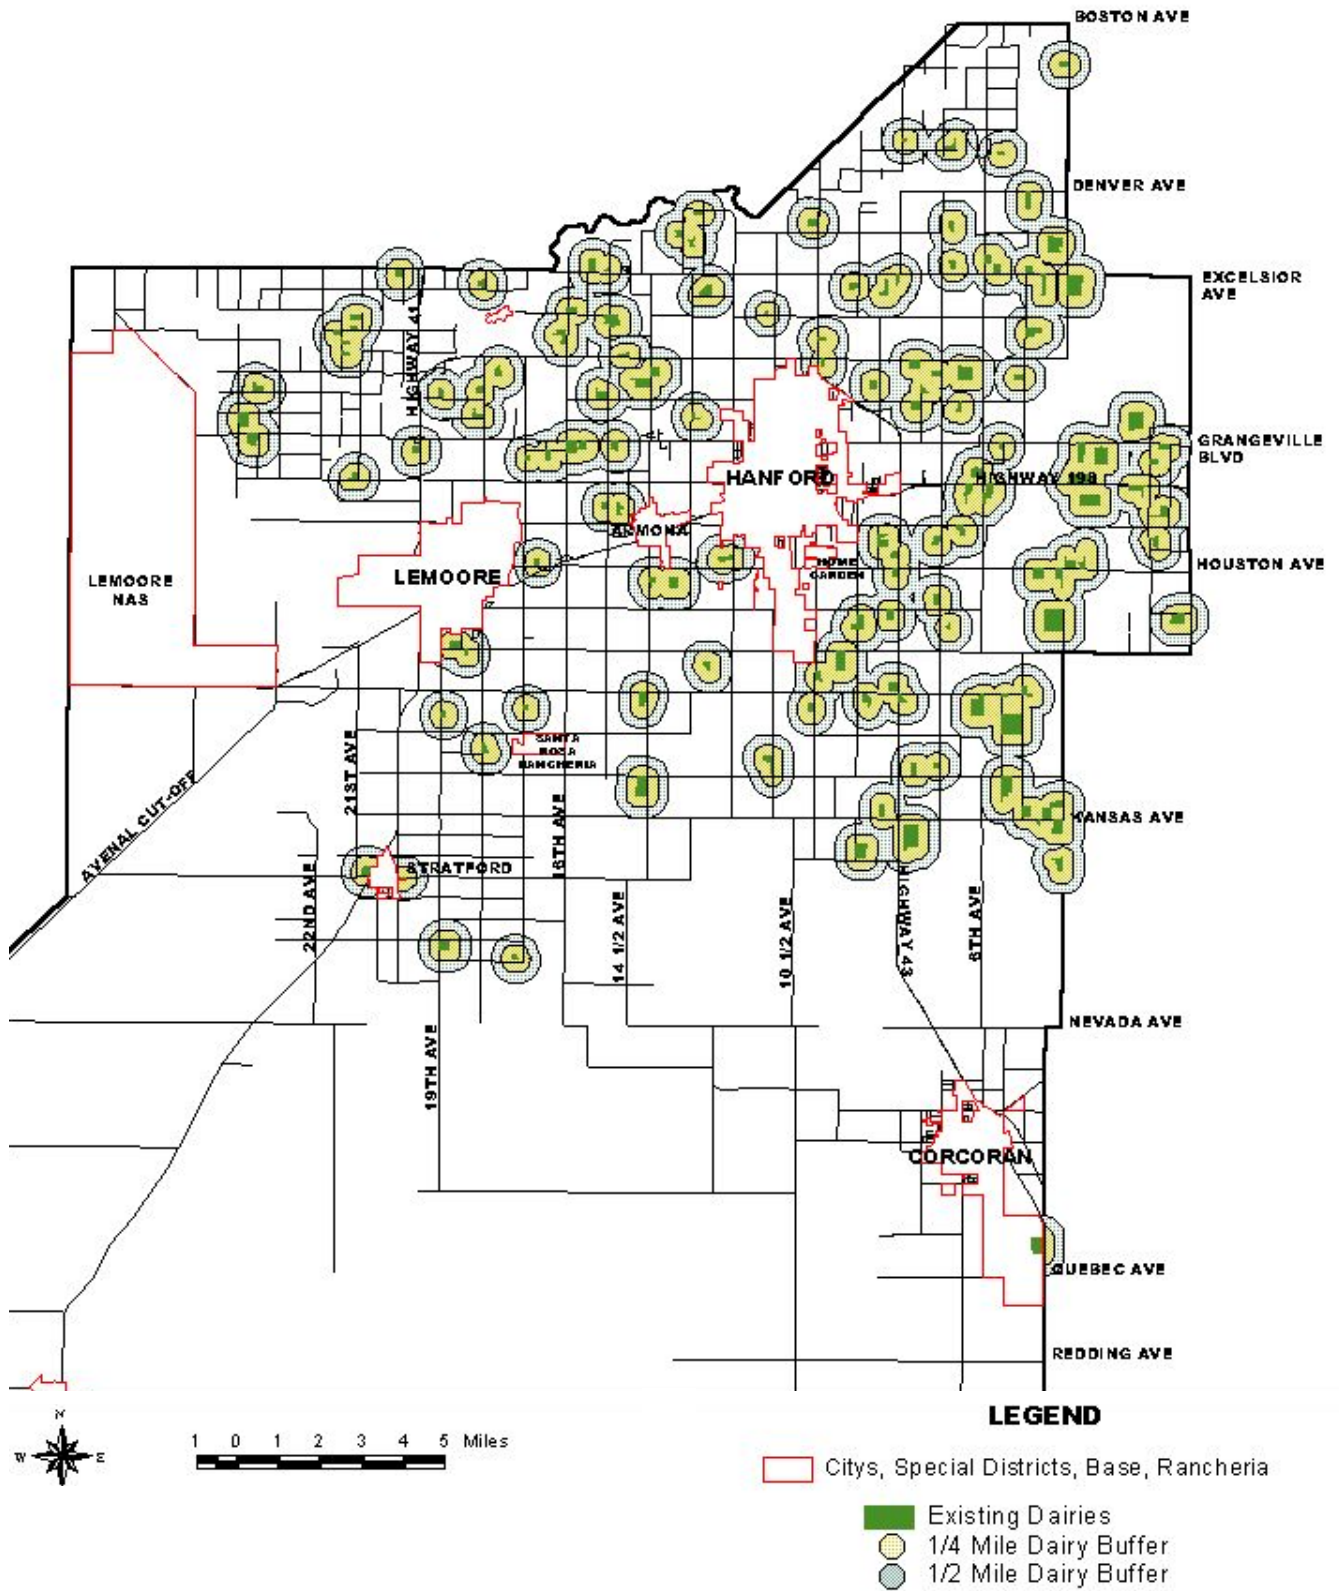 BOSTON AVE
DENVER AVE
EXCELSIOR
AVE
HIGHWAY 41
GRANGEVILLE
BLVD
HANFORD
HIGHWAY 198
ARMONA
HOME
GARDEN
HOUSTON AVE
LEMOORE
LEMOORE
NAS
SANTA
ROSA
RANCHERIA
21ST AVE
AVENAL CUT-OFF
16TH AVE
KANSAS AVE
STRATFORD
22ND AVE
14 1/2 AVE
10 1/2 AVE
HIGHWAY 43
6TH AVE
NEVADA AVE
19TH AVE
CORCORAN
QUEBEC AVE
REDDING AVE
N
W
E
S
1 0 1 2 3 4 5 Miles
LEGEND
Citys, Special Districts, Base, Rancheria
Existing Dairies
1/4 Mile Dairy Buffer
1/2 Mile Dairy Buffer